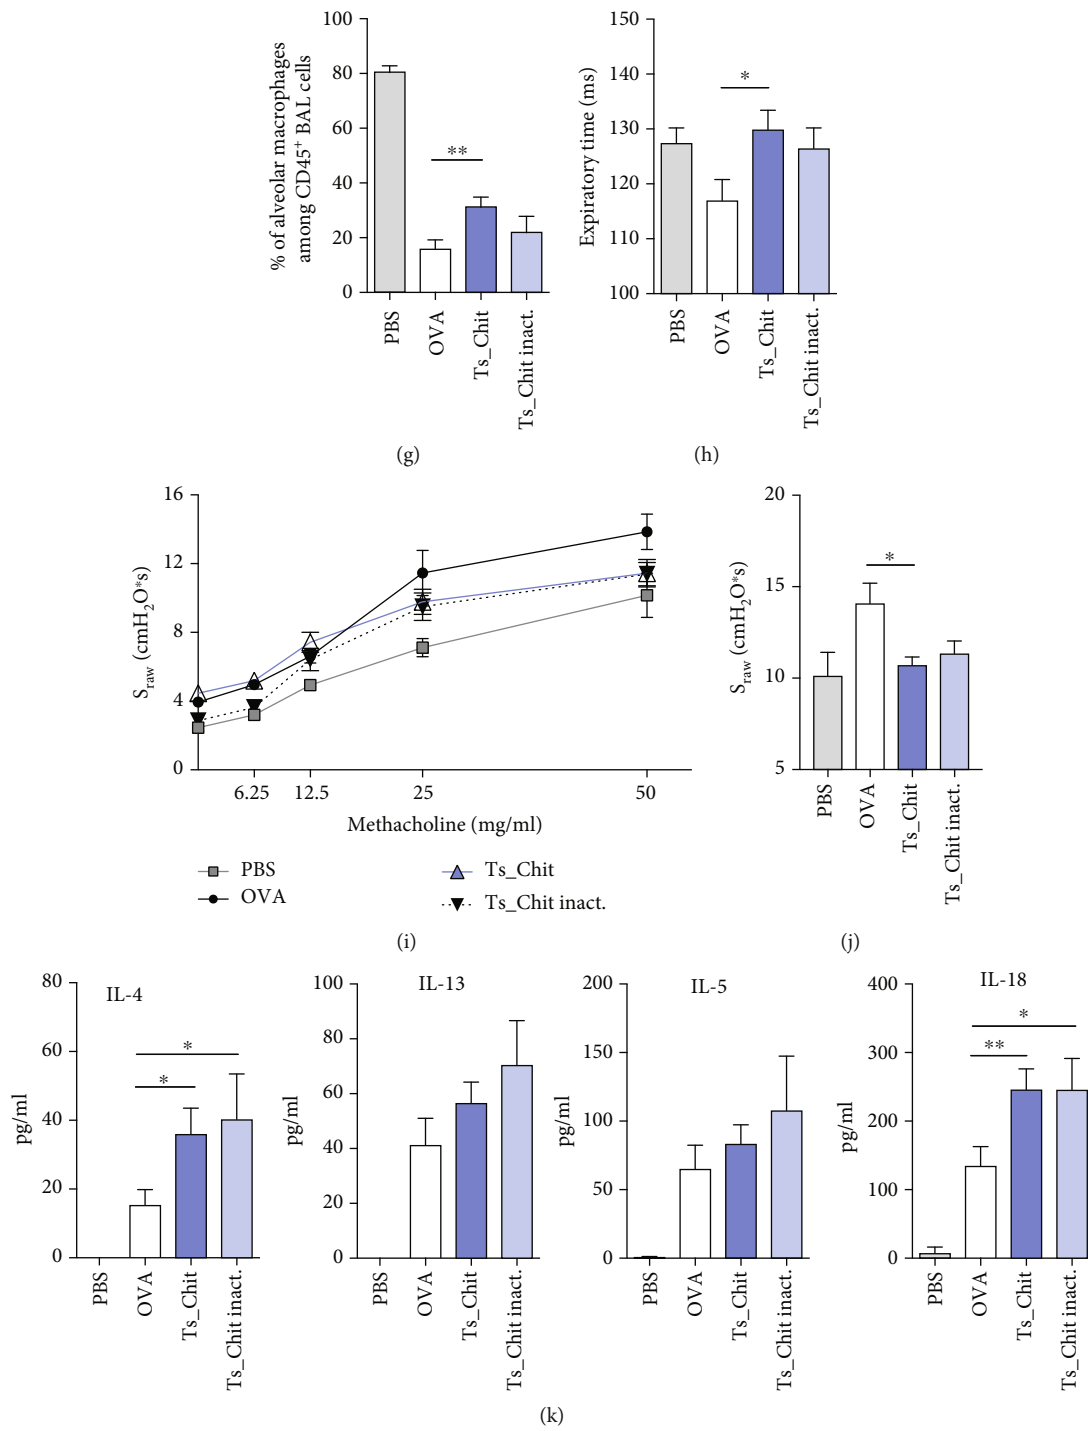 % of alveolar macrophages
among CD45⁺ BAL cells
100
80
60
40
20
0
**
PBS
OVA
Ts_Chit
Ts_Chit inact.
(g)
Expiratory time (ms)
150
140
130
120
110
100
*
PBS
OVA
Ts_Chit
Ts_Chit inact.
(h)
Sraw (cmH₂O*s)
16
12
8
4
0
6.25 12.5 25 50
Methacholine (mg/ml)
PBS
OVA
Ts_Chit
Ts_Chit inact.
(i)
Sraw (cmH₂O*s)
20
15
10
5
*
PBS
OVA
Ts_Chit
Ts_Chit inact.
(j)
IL-4
pg/ml
80
60
40
20
0
*
*
PBS
OVA
Ts_Chit
Ts_Chit inact.
IL-13
pg/ml
100
80
60
40
20
0
PBS
OVA
Ts_Chit
Ts_Chit inact.
IL-5
pg/ml
200
150
100
50
0
PBS
OVA
Ts_Chit
Ts_Chit inact.
IL-18
pg/ml
400
300
200
100
0
*
**
PBS
OVA
Ts_Chit
Ts_Chit inact.
(k)